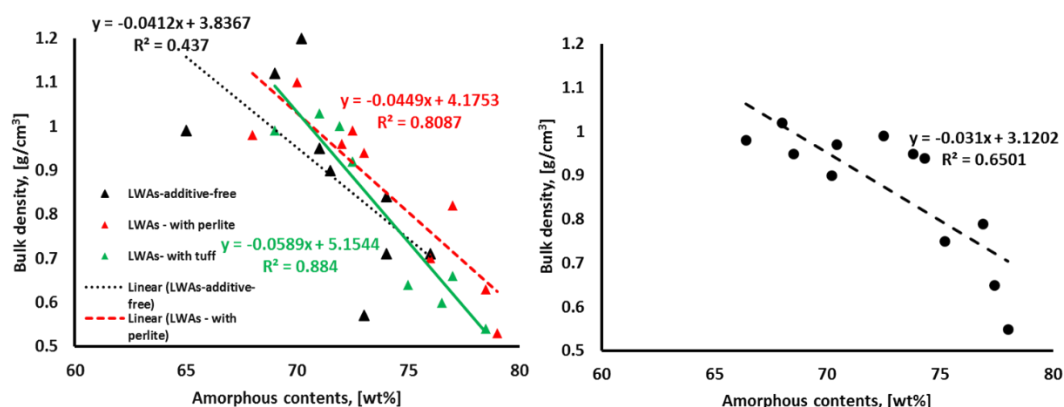 y = -0.0412x + 3.8367
R² = 0.437
1.2
1.1
1
0.9
0.8
0.7
0.6
0.5
Bulk density, [g/cm³]
y = -0.0449x + 4.1753
R² = 0.8087
LWAs-additive-free
LWAs - with perlite
LWAs- with tuff
y = -0.0589x + 5.1544
R² = 0.884
Linear (LWAs-additive-
free)
Linear (LWAs - with
perlite)
60 65 70 75 80
Amorphous contents, [wt%]
1.2
1.1
1
0.9
0.8
0.7
0.6
0.5
Bulk density, [g/cm³]
y = -0.031x + 3.1202
R² = 0.6501
60 65 70 75 80
Amorphous contents, [wt%]